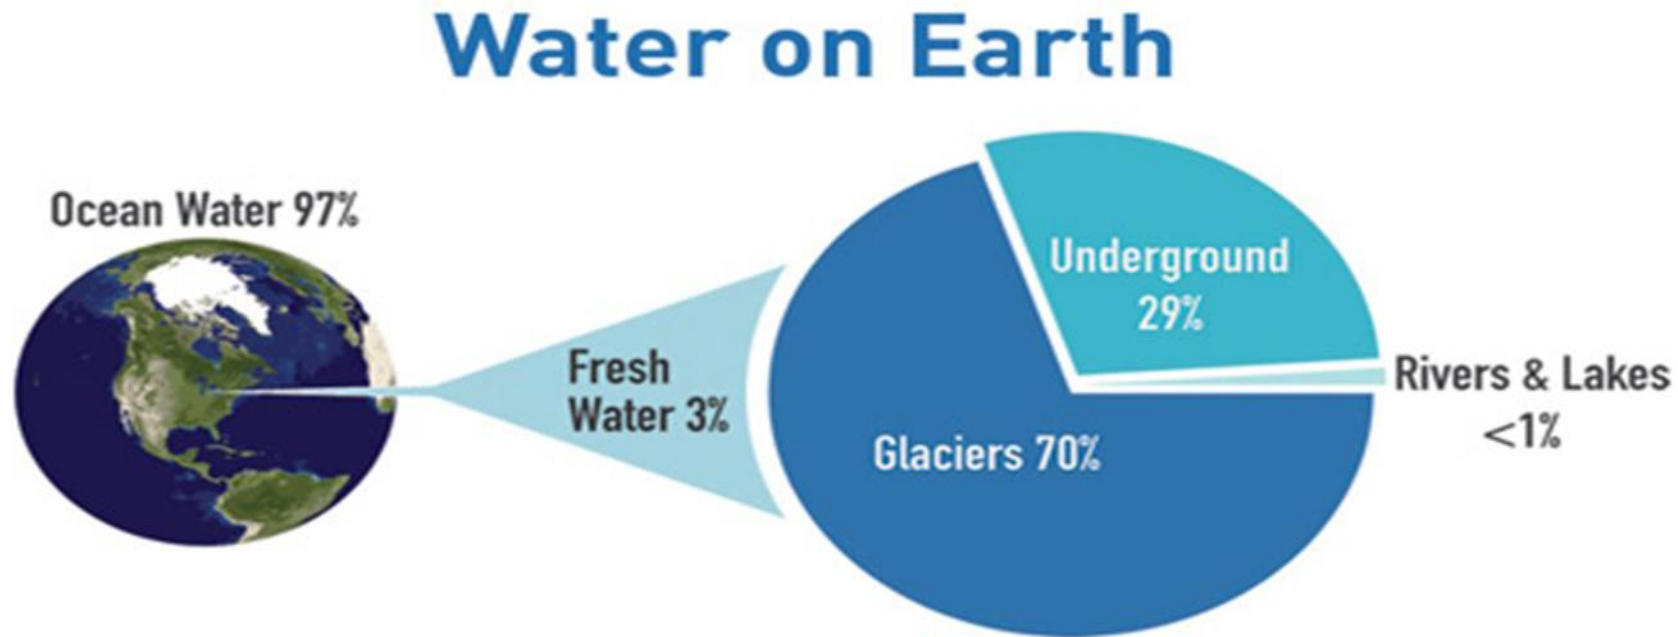 Water on Earth
Ocean Water 97%
Fresh
Water 3%
Underground
29%
Glaciers 70%
Rivers & Lakes
<1%